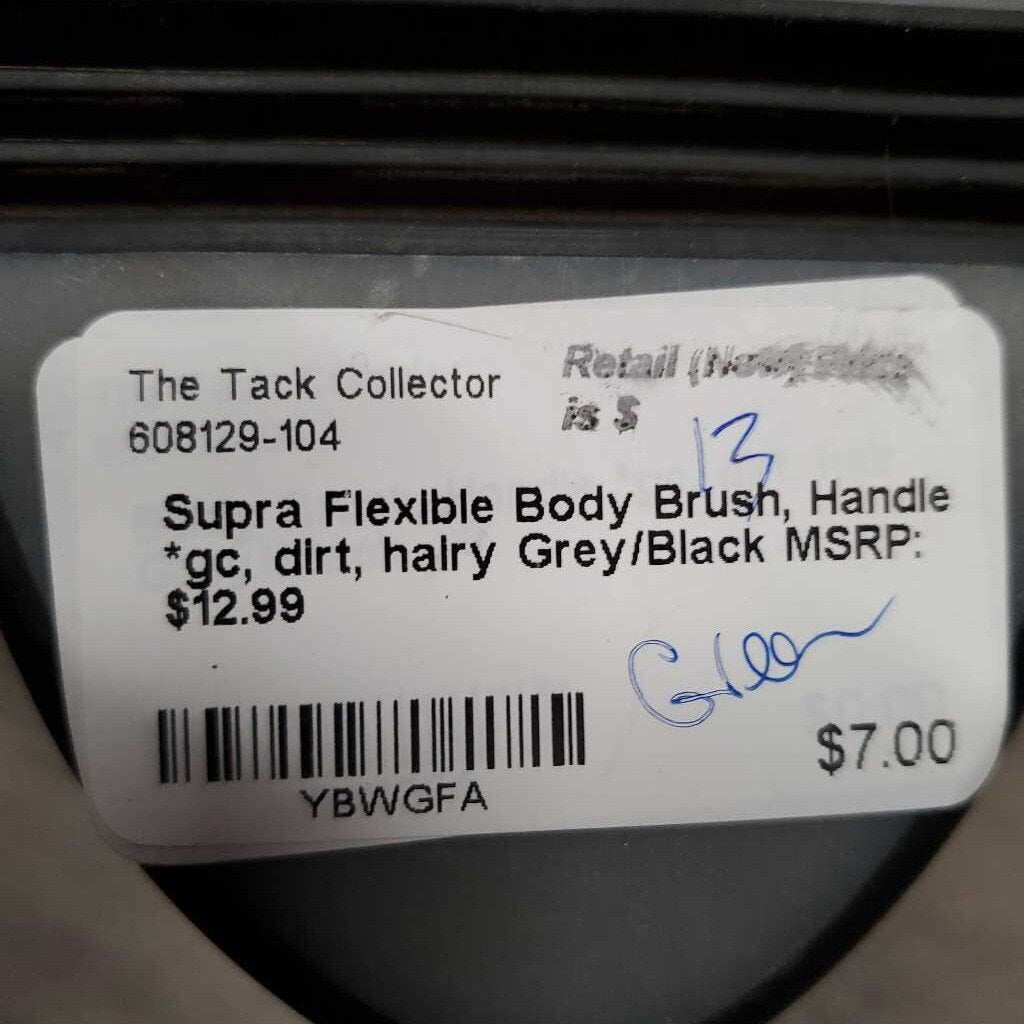 The Tack Collector
608129-104
Retail (New)
is $ 13
Supra Flexible Body Brush, Handle
*gc, dirt, hairy Grey/Black MSRP:
$12.99
YBWGFA
$7.00